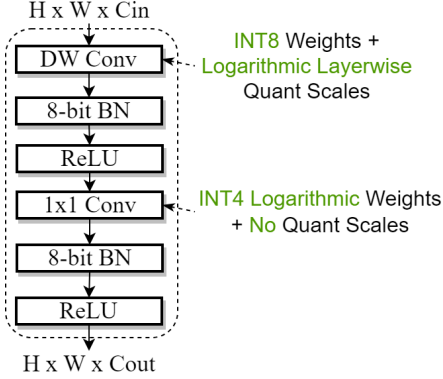 H x W x Cin
DW Conv
INT8 Weights +
Logarithmic Layerwise
Quant Scales
8-bit BN
ReLU
1x1 Conv
INT4 Logarithmic Weights
+ No Quant Scales
8-bit BN
ReLU
H x W x Cout